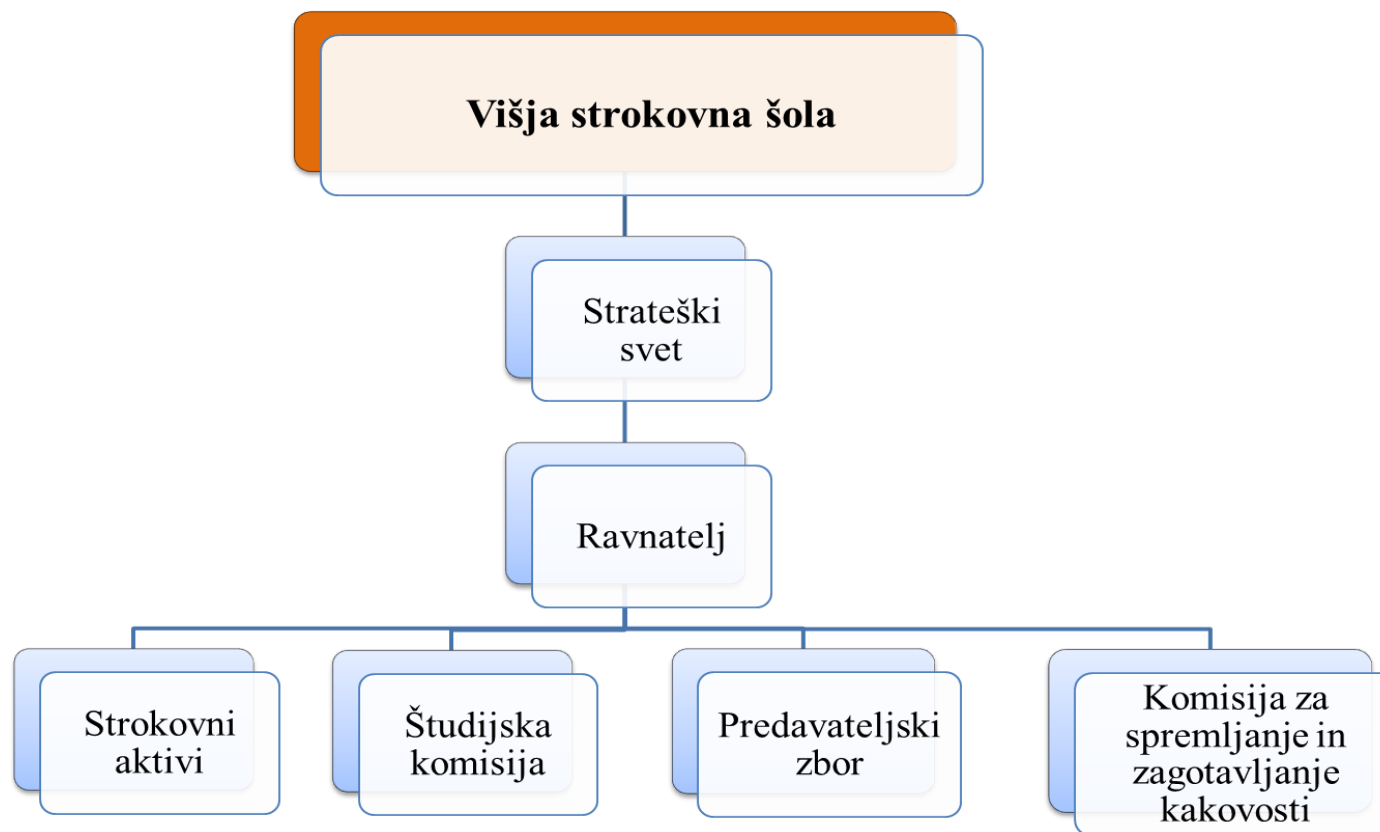 Višja strokovna šola
Strateški
svet
Ravnatelj
Strokovni
aktivi
Študijska
komisija
Predavateljski
zbor
Komisija za
spremljanje in
zagotavljanje
kakovosti